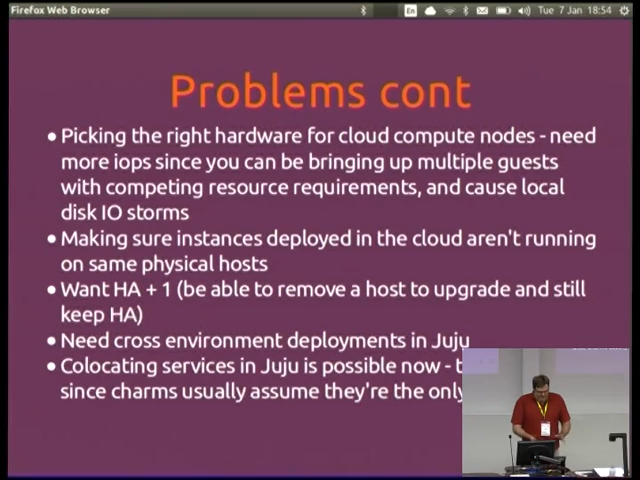 Firefox Web Browser
En
Tue 7 Jan 18:54
Problems cont
• Picking the right hardware for cloud compute nodes - need
more iops since you can be bringing up multiple guests
with competing resource requirements, and cause local
disk IO storms
• Making sure instances deployed in the cloud aren't running
on same physical hosts
• Want HA + 1 (be able to remove a host to upgrade and still
keep HA)
• Need cross environment deployments in Juju
• Colocating services in Juju is possible now -
since charms usually assume they're the only